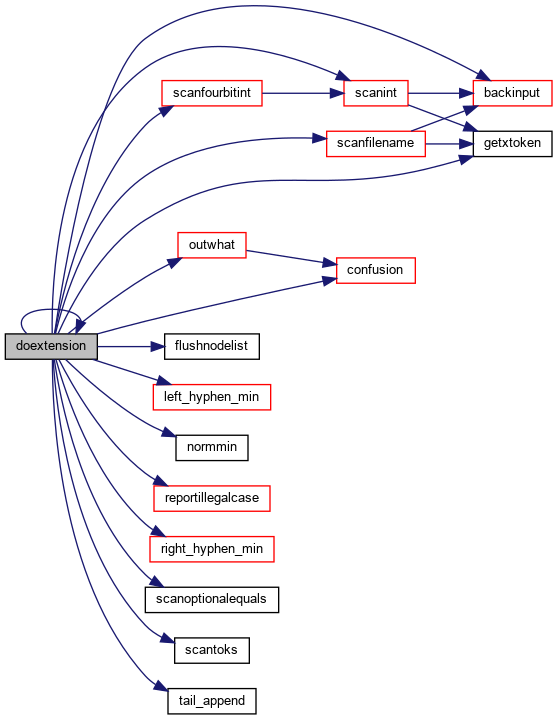 scanfourbitint
scanint
backinput
scanfilename
getxtoken
outwhat
confusion
doextension
flushnodelist
left_hyphen_min
normmin
reportillegalcase
right_hyphen_min
scanoptionalequals
scantoks
tail_append